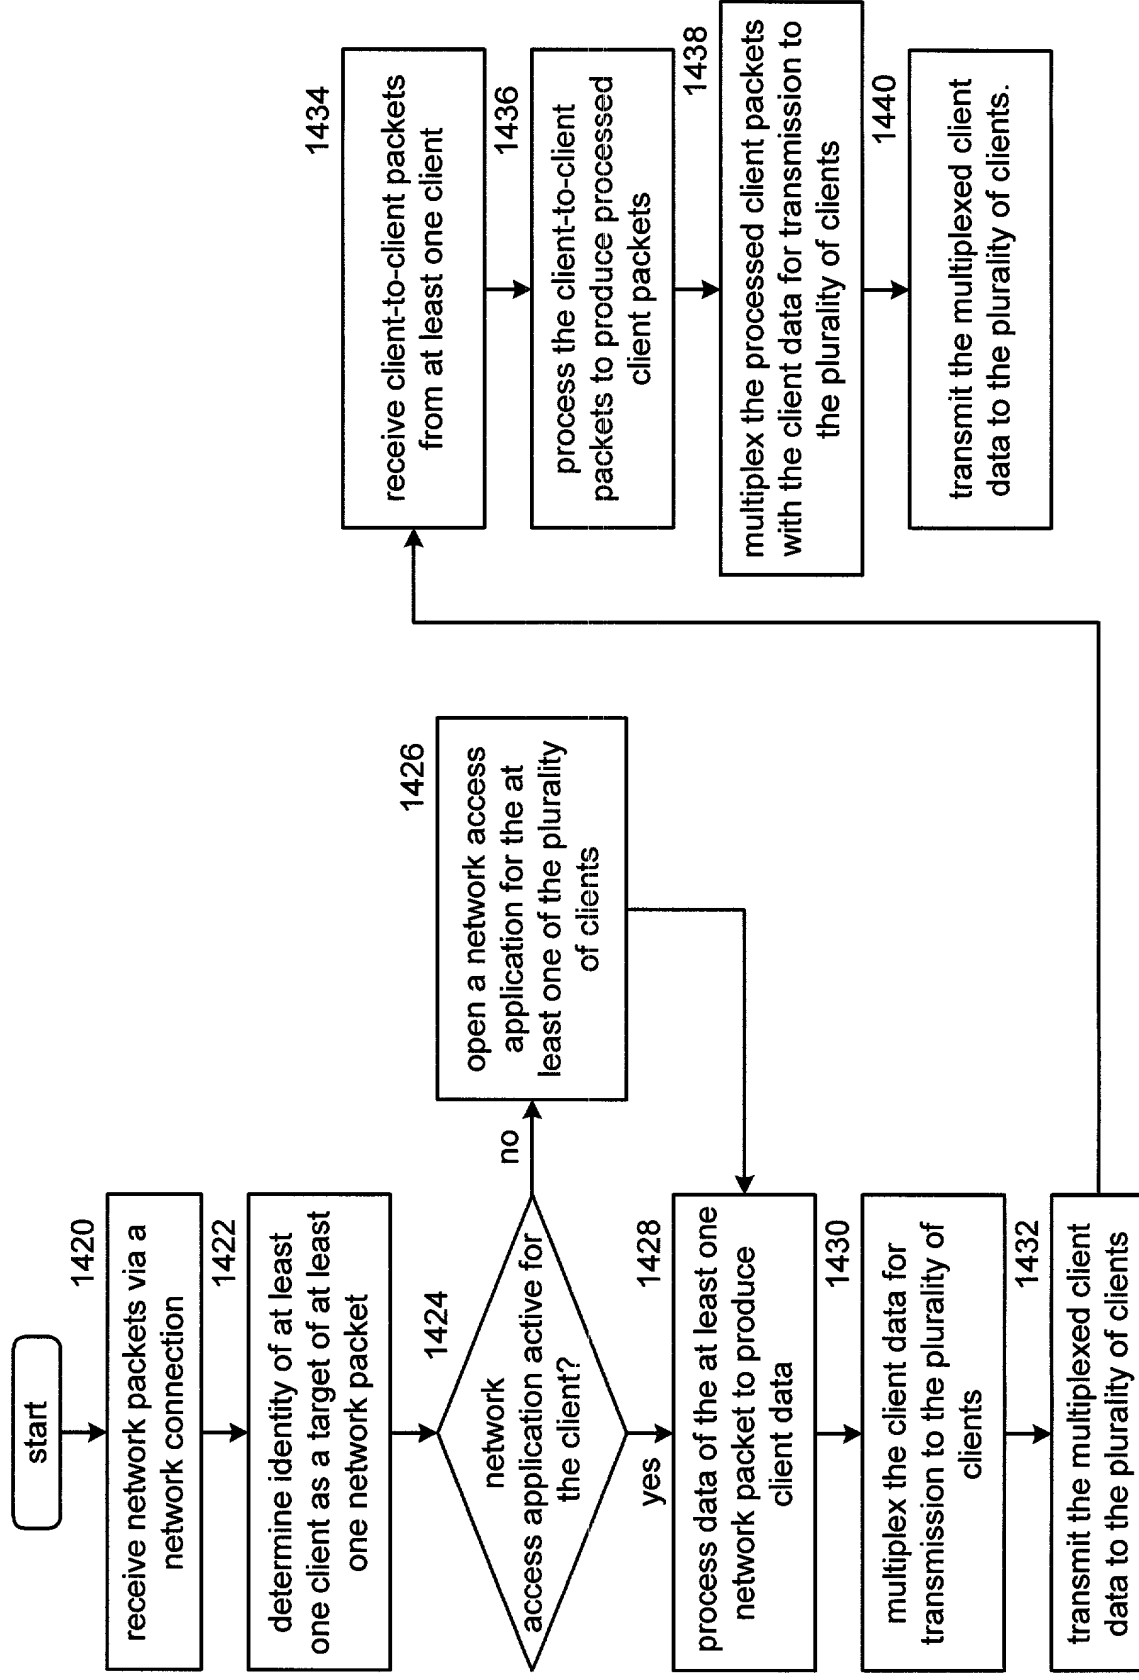 start
1420
receive network packets via a
network connection
1422
determine identity of at least
one client as a target of at least
one network packet
1424
network
access application active for
the client?
no
yes
1426
open a network access
application for the at
least one of the plurality
of clients
1428
process data of the at least one
network packet to produce
client data
1430
multiplex the client data for
transmission to the plurality of
clients
1432
transmit the multiplexed client
data to the plurality of clients
1434
receive client-to-client packets
from at least one client
1436
process the client-to-client
packets to produce processed
client packets
1438
multiplex the processed client packets
with the client data for transmission to
the plurality of clients
1440
transmit the multiplexed client
data to the plurality of clients.